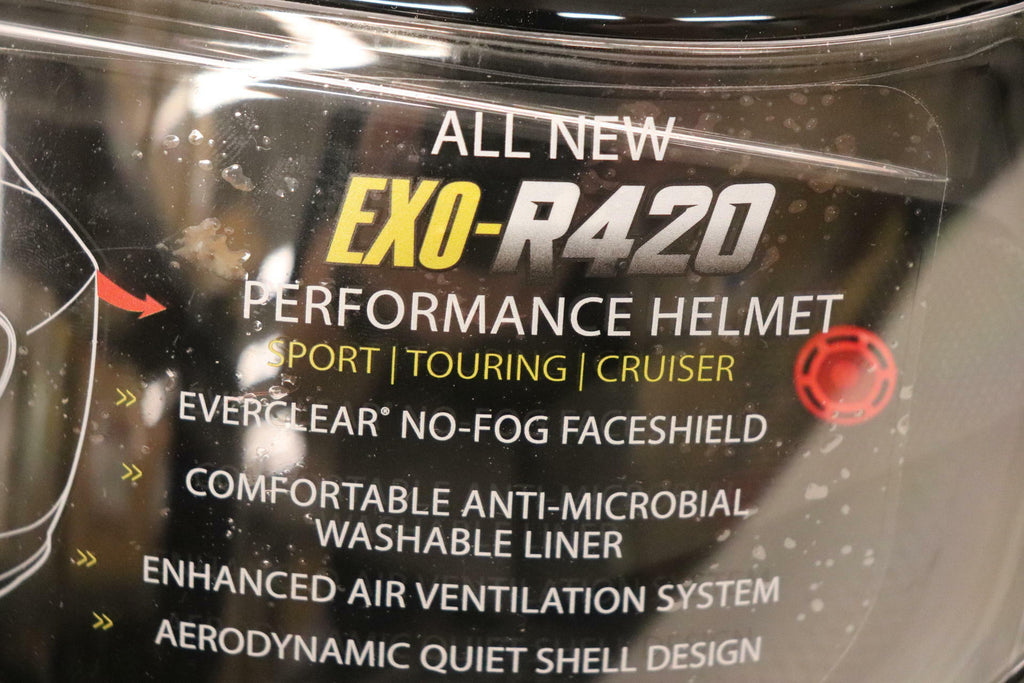 ALL NEW
EXO-R420
PERFORMANCE HELMET
SPORT | TOURING | CRUISER
» EVERCLEAR® NO-FOG FACESHIELD
» COMFORTABLE ANTI-MICROBIAL
WASHABLE LINER
» ENHANCED AIR VENTILATION SYSTEM
» AERODYNAMIC QUIET SHELL DESIGN